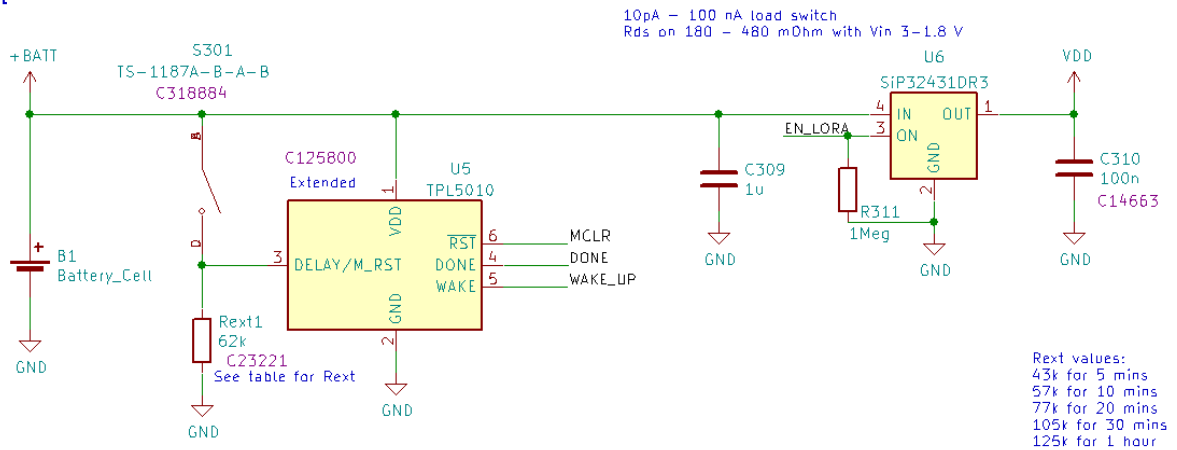 10pA – 100 nA load switch
Rds on 180 – 480 mOhm with Vin 3–1.8 V
+BATT
S301
TS-1187A-B-A-B
C318884
U6
SiP32431DR3
VDD
4 IN OUT 1
EN_LORA 3 ON
GND
2
B
C125800
Extended
U5
TPL5010
1
VDD
C309
1u
R311
1Meg
C310
100n
C14663
D
3 DELAY/M_RST
RST 6 MCLR
DONE 4 DONE
WAKE 5 WAKE_UP
GND
2
GND
GND
GND
+
B1
Battery_Cell
Rext1
62k
C23221
See table for Rext
GND
GND
GND
Rext values:
43k for 5 mins
57k for 10 mins
77k for 20 mins
105k for 30 mins
125k for 1 hour